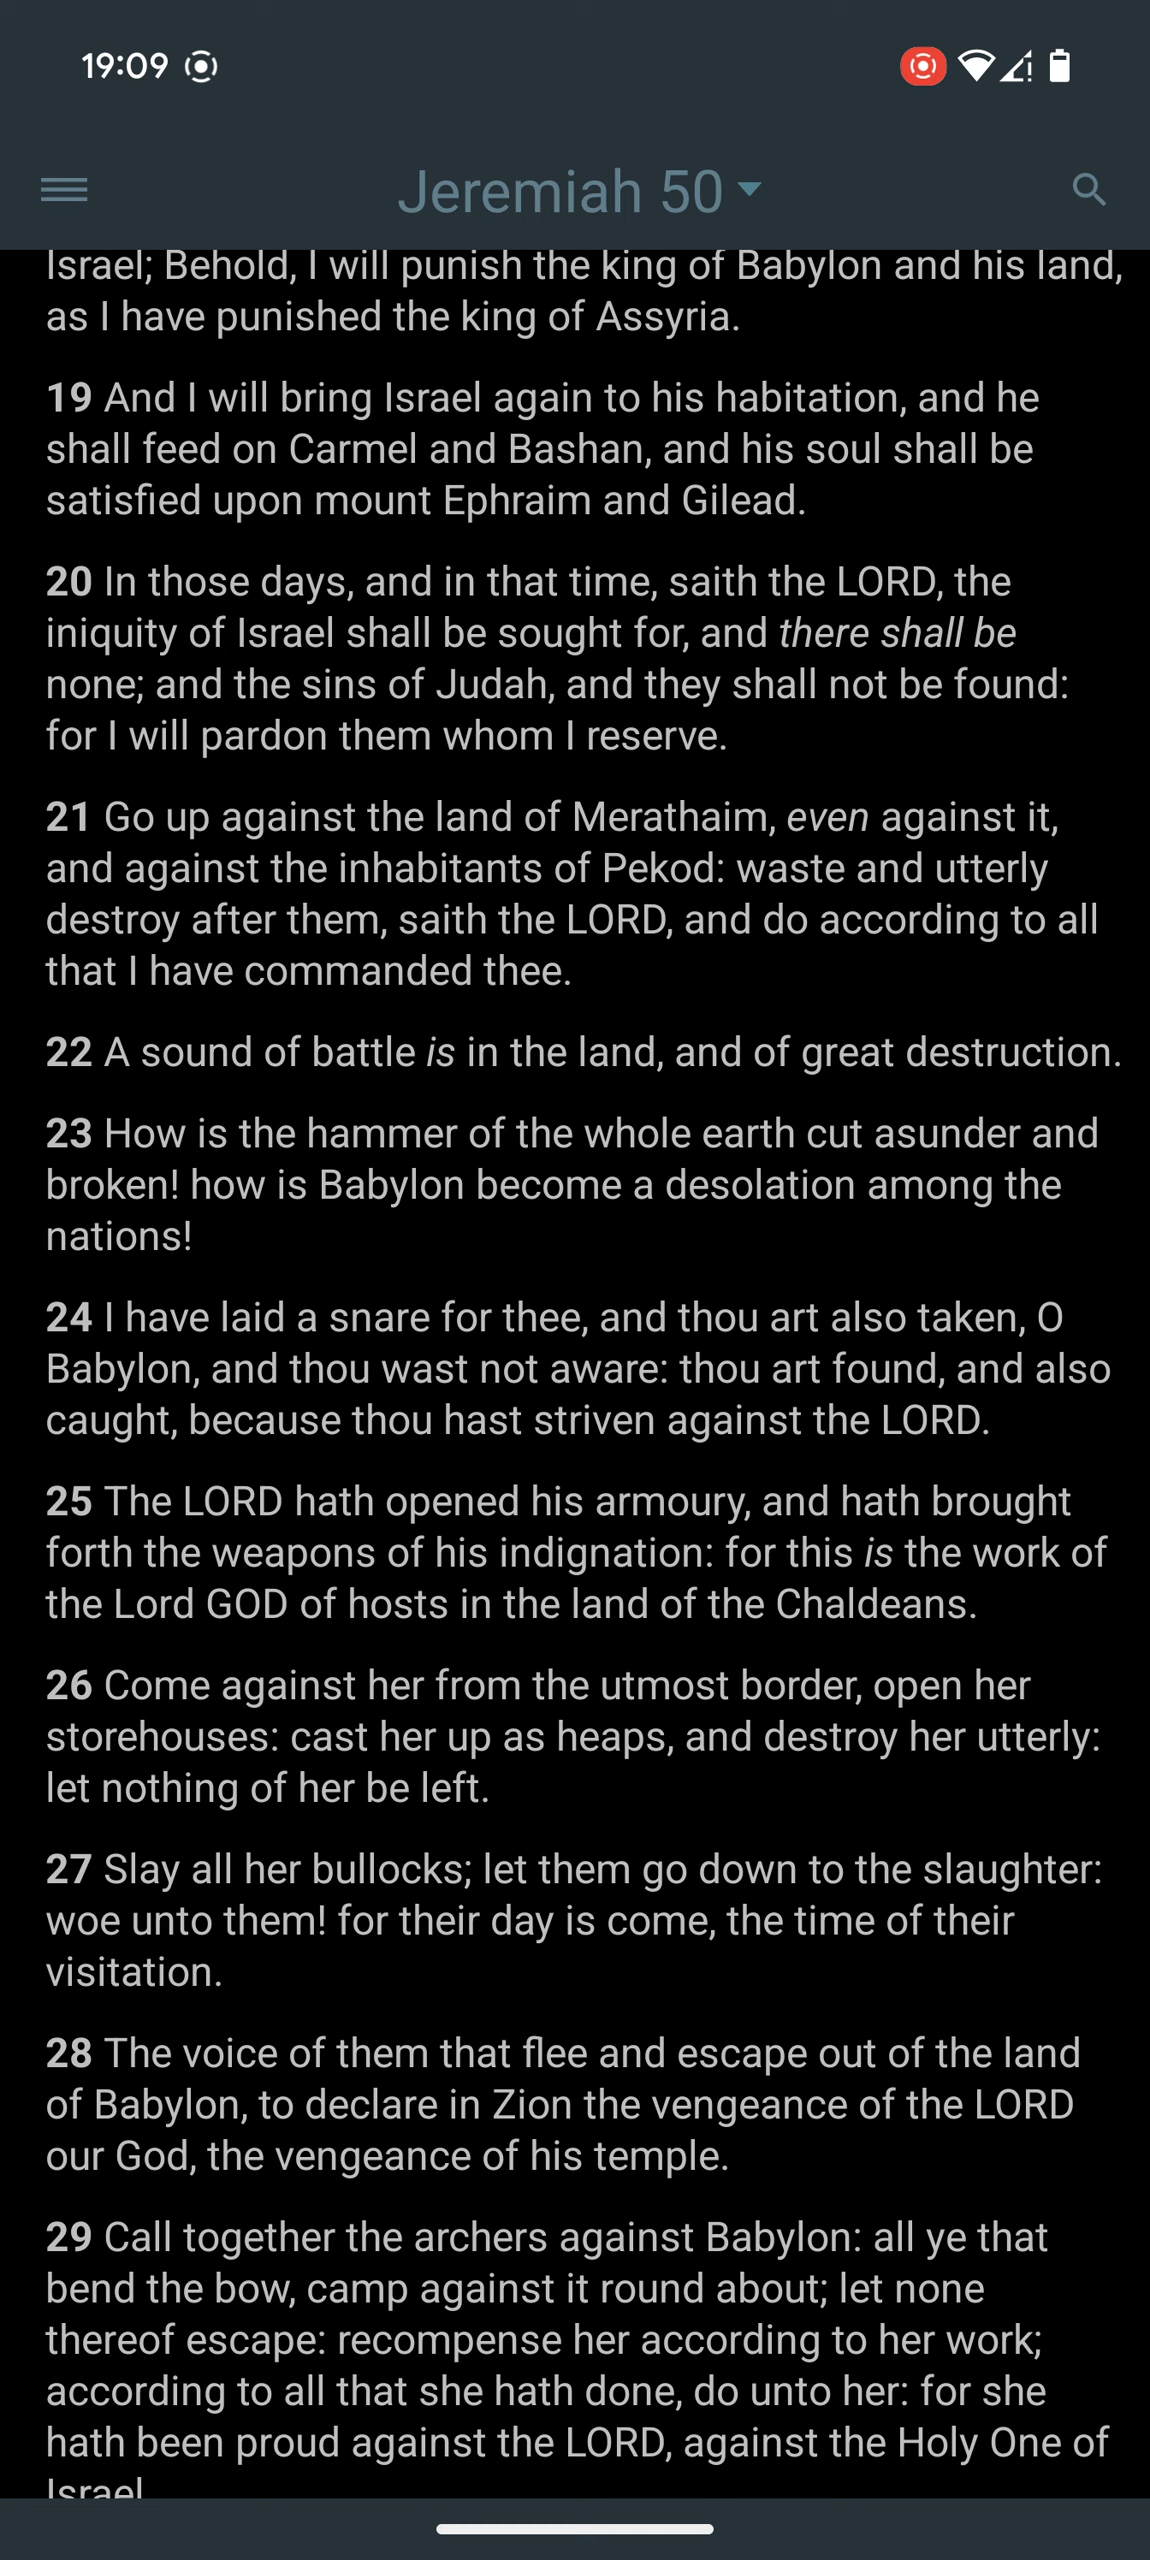 19:09
Jeremiah 50
Israel; Behold, I will punish the king of Babylon and his land,
as I have punished the king of Assyria.
19 And I will bring Israel again to his habitation, and he
shall feed on Carmel and Bashan, and his soul shall be
satisfied upon mount Ephraim and Gilead.
20 In those days, and in that time, saith the LORD, the
iniquity of Israel shall be sought for, and there shall be
none; and the sins of Judah, and they shall not be found:
for I will pardon them whom I reserve.
21 Go up against the land of Merathaim, even against it,
and against the inhabitants of Pekod: waste and utterly
destroy after them, saith the LORD, and do according to all
that I have commanded thee.
22 A sound of battle is in the land, and of great destruction.
23 How is the hammer of the whole earth cut asunder and
broken! how is Babylon become a desolation among the
nations!
24 I have laid a snare for thee, and thou art also taken, O
Babylon, and thou wast not aware: thou art found, and also
caught, because thou hast striven against the LORD.
25 The LORD hath opened his armoury, and hath brought
forth the weapons of his indignation: for this is the work of
the Lord GOD of hosts in the land of the Chaldeans.
26 Come against her from the utmost border, open her
storehouses: cast her up as heaps, and destroy her utterly:
let nothing of her be left.
27 Slay all her bullocks; let them go down to the slaughter:
woe unto them! for their day is come, the time of their
visitation.
28 The voice of them that flee and escape out of the land
of Babylon, to declare in Zion the vengeance of the LORD
our God, the vengeance of his temple.
29 Call together the archers against Babylon: all ye that
bend the bow, camp against it round about; let none
thereof escape: recompense her according to her work;
according to all that she hath done, do unto her: for she
hath been proud against the LORD, against the Holy One of
Israel